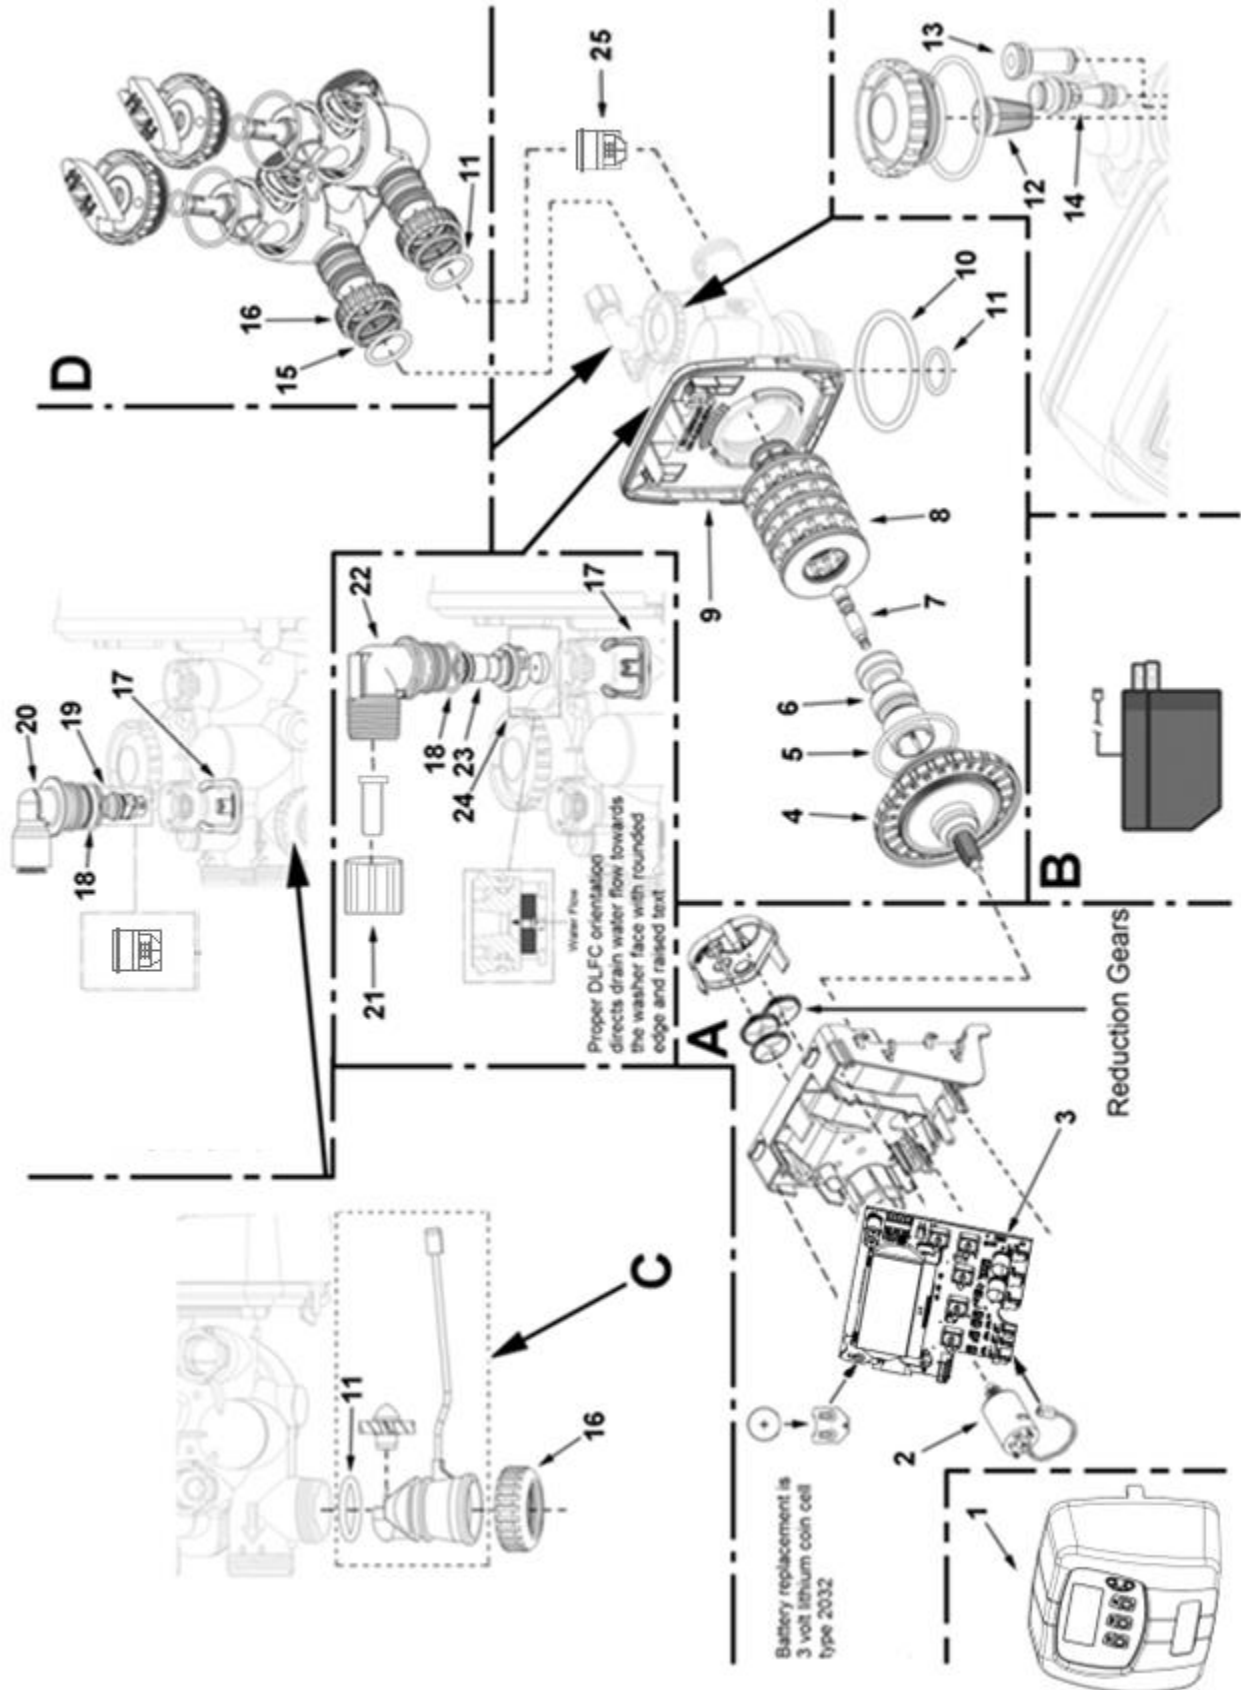 20
19
18
17
D
16
15
11
25
11
16
C
22
21
18
23
24
17
Water Flow
Proper DLFC orientation
directs drain water flow towards
the washer face with rounded
edge and raised text
A
Battery replacement is
3 volt lithium coin cell
type 2032
1
2
3
Reduction Gears
B
4
5
6
7
8
9
10
11
12
13
14